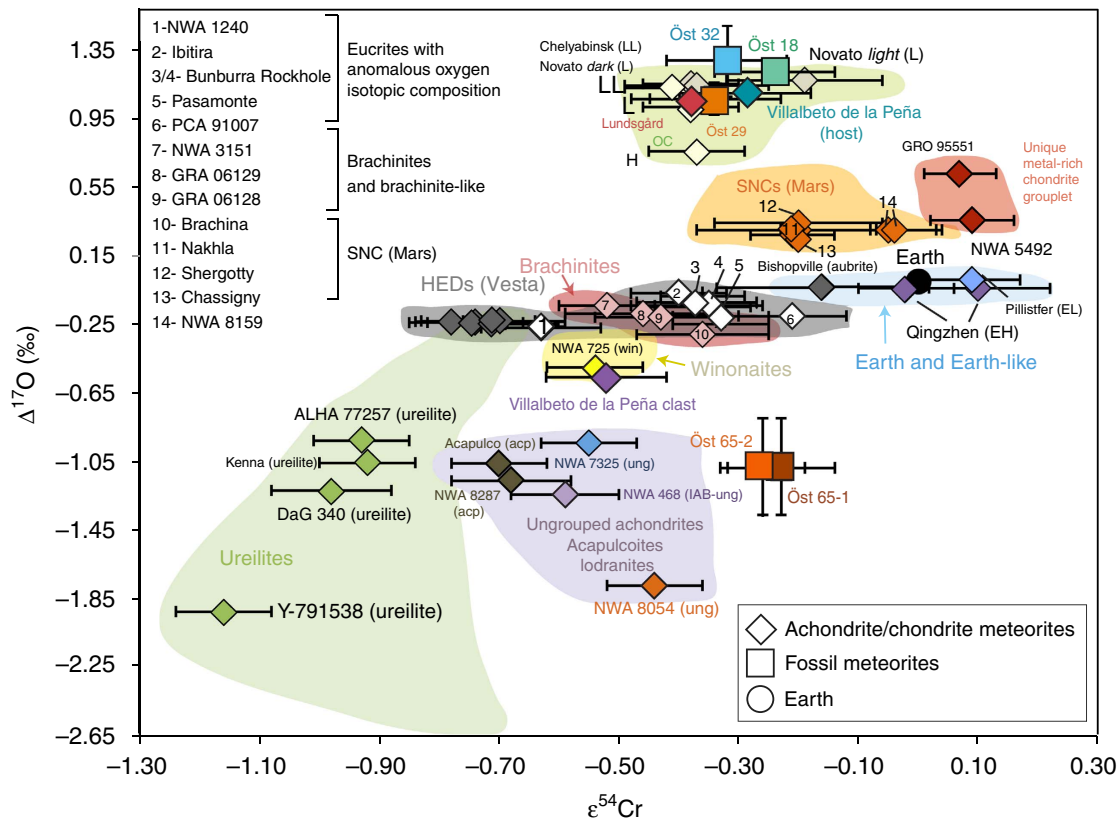 1-NWA 1240
2- Ibitira
3/4- Bunburra Rockhole
5- Pasamonte
6- PCA 91007
7- NWA 3151
8- GRA 06129
9- GRA 06128
10- Brachina
11- Nakhla
12- Shergotty
13- Chassigny
14- NWA 8159
Eucrites with
anomalous oxygen
isotopic composition
Brachinites
and brachinite-like
SNC (Mars)
Öst 32
Öst 18
Chelyabinsk (LL)
Novato dark (L)
Novato light (L)
LL
L
Lundsgård
OC
Öst 29
H
Villalbeto de la Peña
(host)
GRO 95551
Unique
metal-rich
chondrite
grouplet
NWA 5492
SNCs (Mars)
12
11
13
14
Bishopville (aubrite)
Earth
Pillistfer (EL)
Qingzhen (EH)
Earth and Earth-like
HEDs (Vesta)
Brachinites
1
2
3
4
5
6
7
8
9
10
NWA 725 (win)
Winonaites
Villalbeto de la Peña clast
ALHA 77257 (ureilite)
Kenna (ureilite)
DaG 340 (ureilite)
Ureilites
Y-791538 (ureilite)
Acapulco (acp)
NWA 7325 (ung)
NWA 8287
(acp)
NWA 468 (IAB-ung)
Ungrouped achondrites
Acapulcoites
lodranites
NWA 8054 (ung)
Öst 65-2
Öst 65-1
Achondrite/chondrite meteorites
Fossil meteorites
Earth
Δ¹⁷O (‰)
1.35
0.95
0.55
0.15
−0.25
−0.65
−1.05
−1.45
−1.85
−2.25
−2.65
−1.30 −1.10 −0.90 −0.70 −0.50 −0.30 −0.10 0.10 0.30
ε⁵⁴Cr